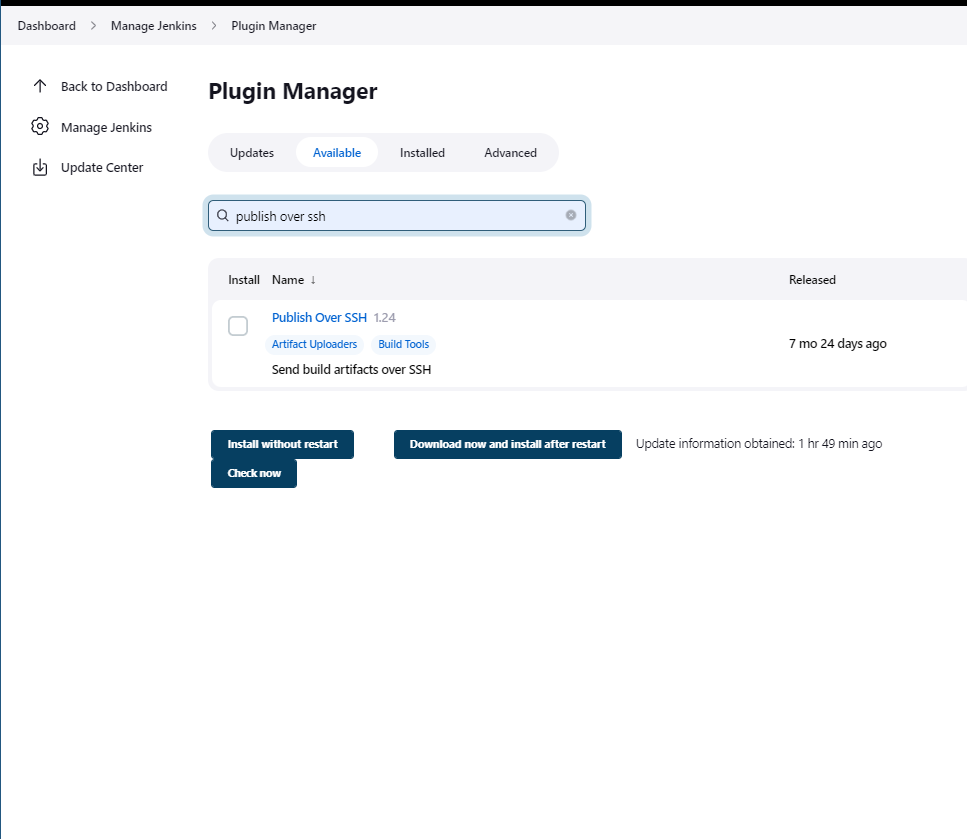 Dashboard > Manage Jenkins > Plugin Manager
Back to Dashboard
Manage Jenkins
Update Center
Plugin Manager
Updates Available Installed Advanced
publish over ssh
Install Name ↓ Released
Publish Over SSH 1.24
Artifact Uploaders Build Tools
7 mo 24 days ago
Send build artifacts over SSH
Install without restart Download now and install after restart Update information obtained: 1 hr 49 min ago
Check now